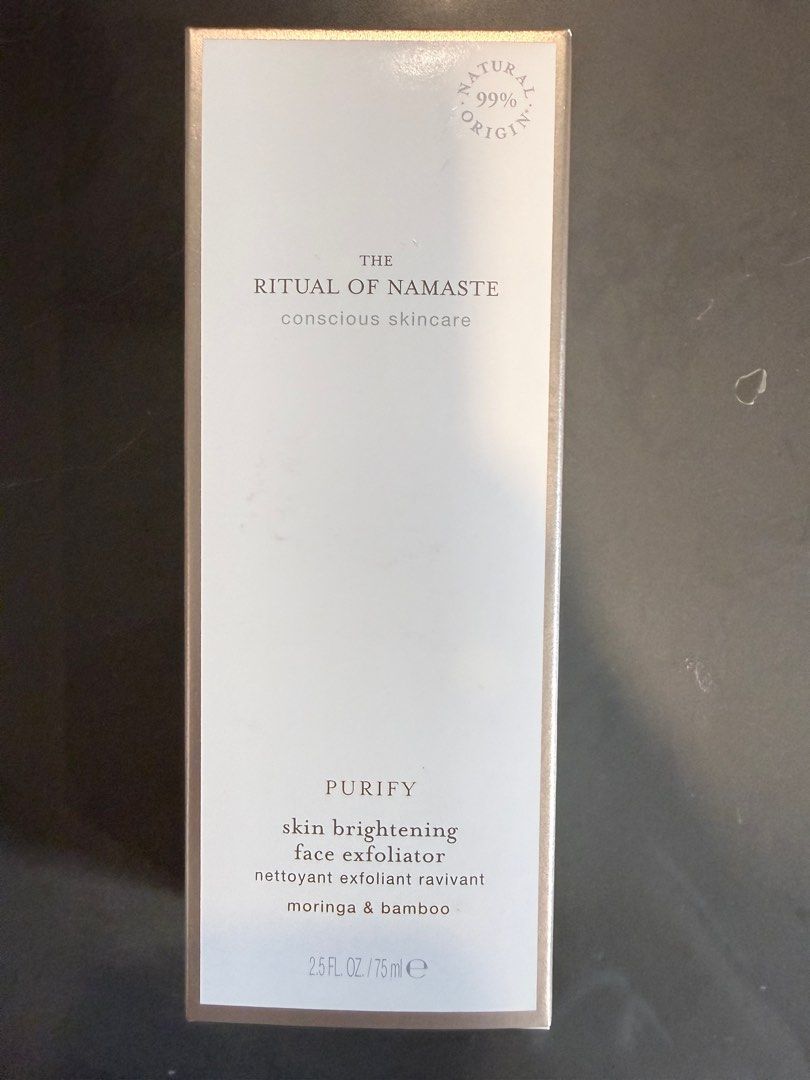 NATURAL
99%
ORIGIN*
THE
RITUAL OF NAMASTE
conscious skincare
PURIFY
skin brightening
face exfoliator
nettoyant exfoliant ravivant
moringa & bamboo
2.5 FL. OZ. / 75 ml ℮